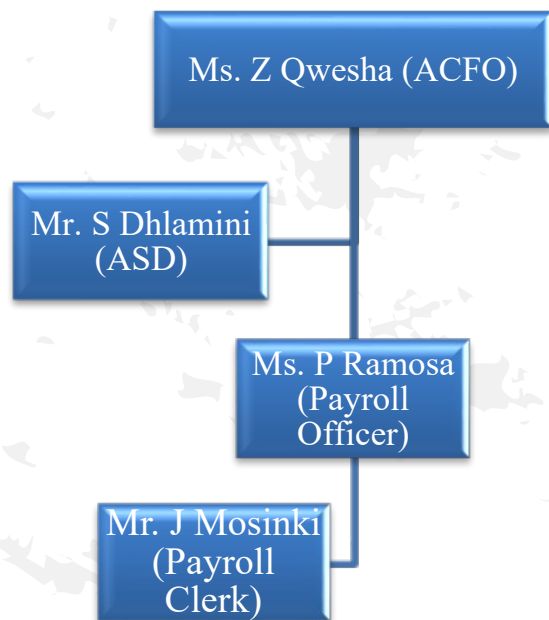 Ms. Z Qwesha (ACFO)
Mr. S Dhlamini
(ASD)
Ms. P Ramosa
(Payroll
Officer)
Mr. J Mosinki
(Payroll
Clerk)